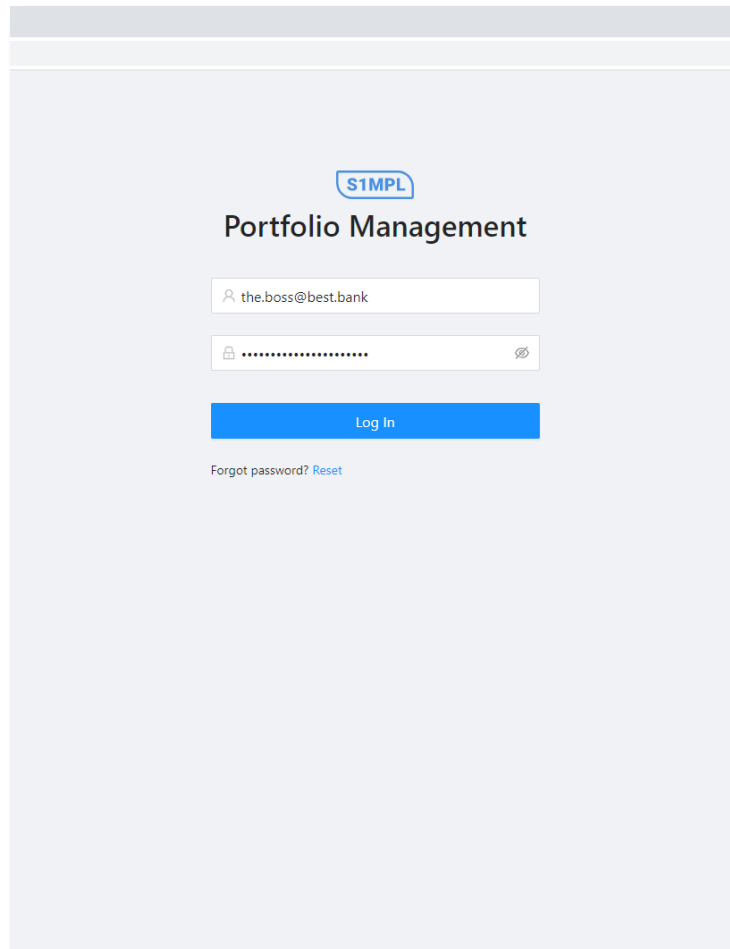 S1MPL
Portfolio Management
the.boss@best.bank
••••••••••••••••••••••
Log In
Forgot password? Reset